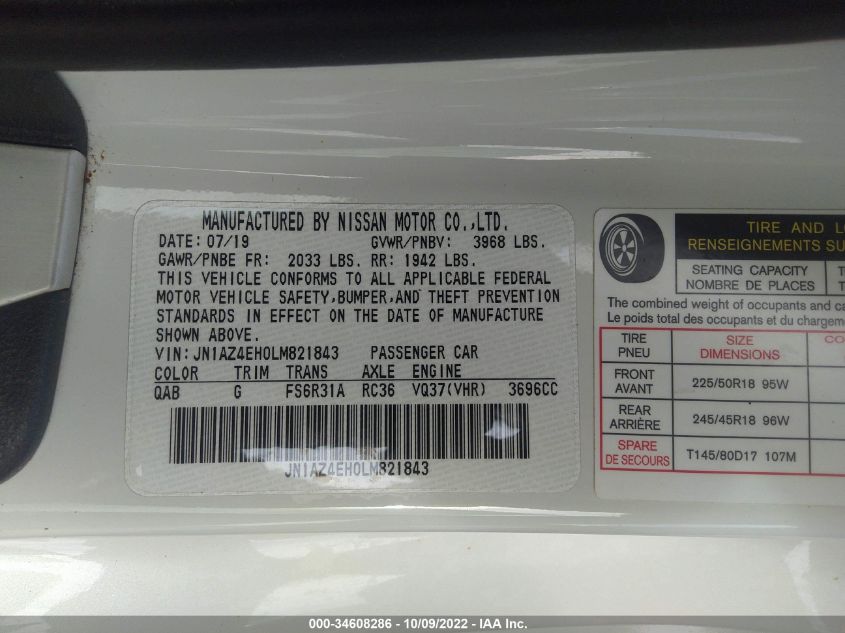 MANUFACTURED BY NISSAN MOTOR CO.,LTD.
DATE: 07/19 GVWR/PNBV: 3968 LBS.
GAWR/PNBE FR: 2033 LBS. RR: 1942 LBS.
THIS VEHICLE CONFORMS TO ALL APPLICABLE FEDERAL
MOTOR VEHICLE SAFETY,BUMPER,AND THEFT PREVENTION
STANDARDS IN EFFECT ON THE DATE OF MANUFACTURE
SHOWN ABOVE.
VIN: JN1AZ4EH0LM821843 PASSENGER CAR
COLOR TRIM TRANS AXLE ENGINE
QAB G FS6R31A RC36 VQ37(VHR) 3696CC
JN1AZ4EH0LM821843
TIRE AND
RENSEIGNEMENTS
SEATING CAPACITY
NOMBRE DE PLACES
The combined weight of occupants and
Le poids total des occupants et du
TIRE
PNEU
SIZE
DIMENSIONS
FRONT
AVANT
225/50R18 95W
REAR
ARRIÈRE
245/45R18 96W
SPARE
DE SECOURS
T145/80D17 107M
000-34608286 - 10/09/2022 - IAA Inc.